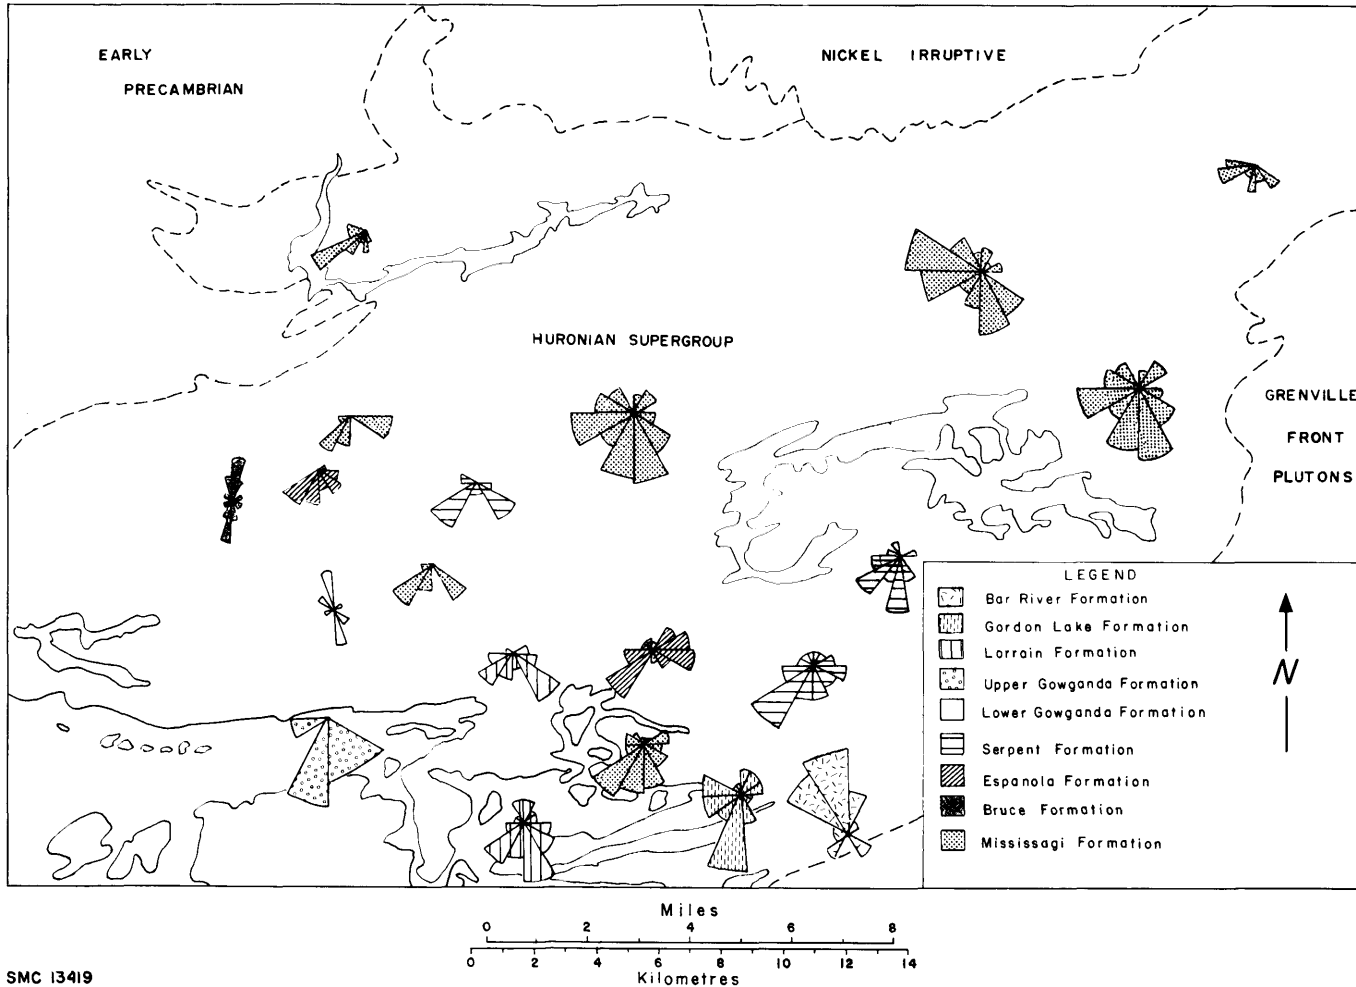 EARLY
PRECAMBRIAN
NICKEL IRRUPTIVE
HURONIAN SUPERGROUP
GRENVILLE
FRONT
PLUTONS
LEGEND
Bar River Formation
Gordon Lake Formation
Lorrain Formation
Upper Gowganda Formation
Lower Gowganda Formation
Serpent Formation
Espanola Formation
Bruce Formation
Mississagi Formation
N
Miles
0 2 4 6 8
0 2 4 6 8 10 12 14
Kilometres
SMC 13419